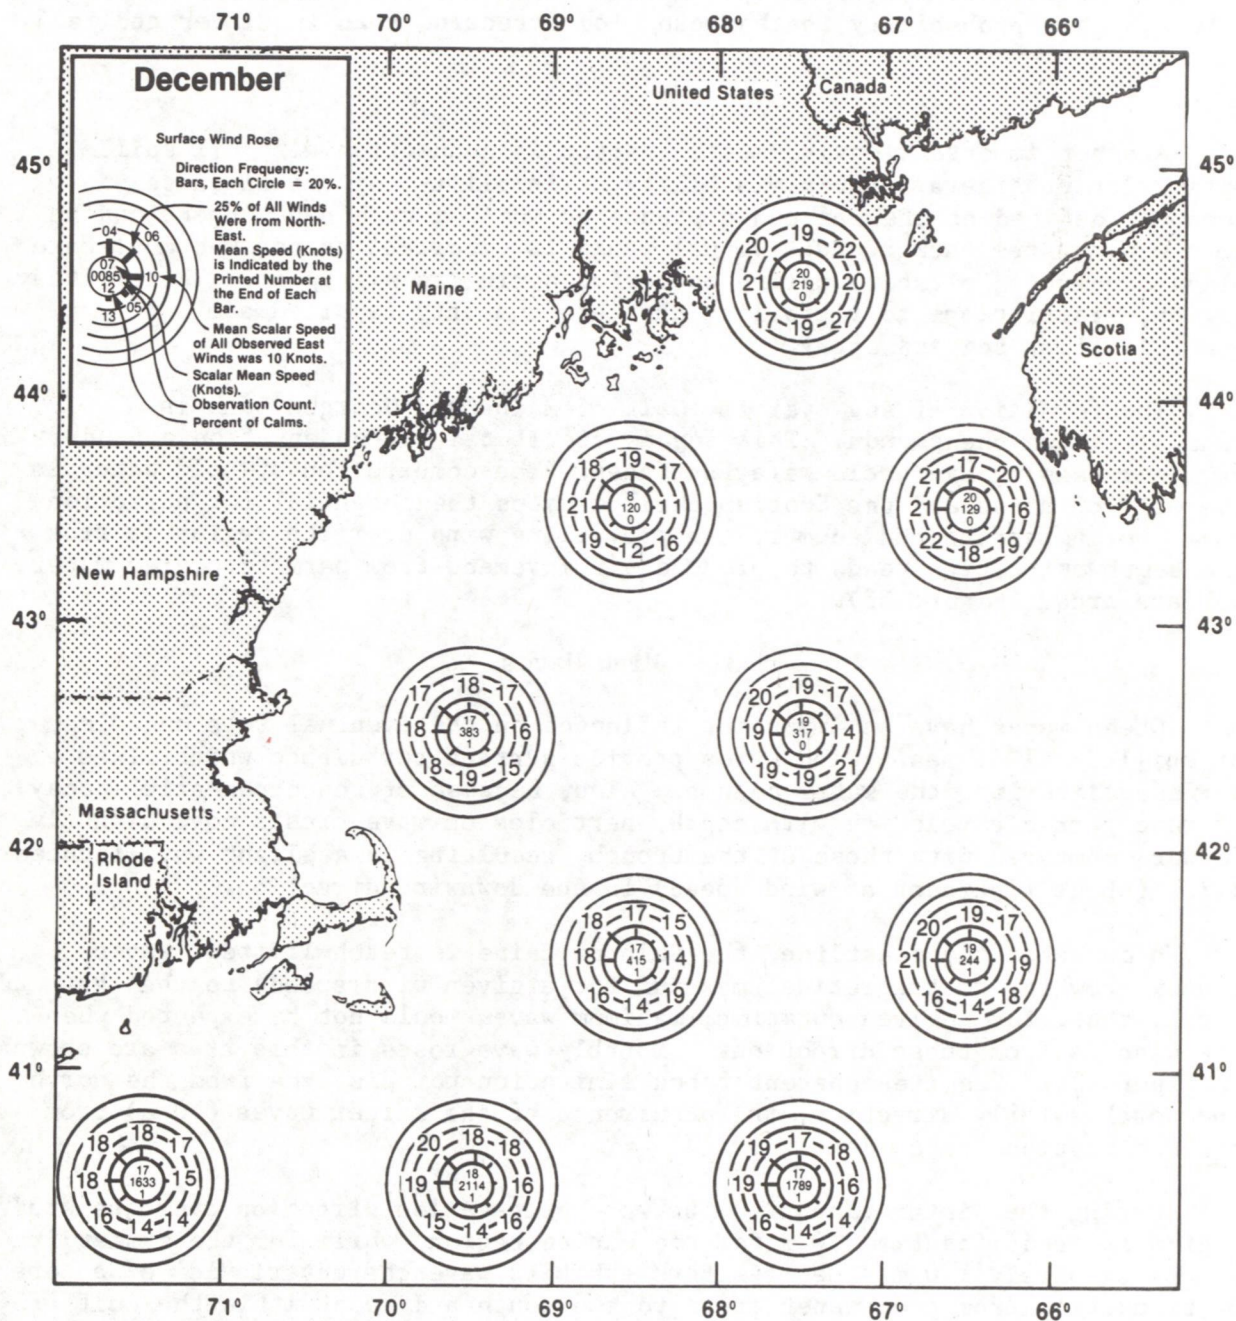 71° 70° 69° 68° 67° 66°
December
Surface Wind Rose
Direction Frequency:
Bars, Each Circle = 20%.
25% of All Winds
Were from North-
East.
Mean Speed (Knots)
is Indicated by the
Printed Number at
the End of Each
Bar.
Mean Scalar Speed
of All Observed East
Winds was 10 Knots.
Scalar Mean Speed
(Knots).
Observation Count.
Percent of Calms.
04 06
07
0085 10
12
05
13
United States Canada
45° 45°
Maine
Nova
Scotia
19
20 22
20
21 219 20
0
17 27
19
44° 44°
19
18 17
8
21 120 11
0
19 16
12
17
21 20
20
21 129 16
0
22 19
18
New Hampshire
43° 43°
18
17 17
17
18 383 16
1
18 15
19
19
20 17
19
19 317 14
0
19 21
19
Massachusetts
42° 42°
Rhode
Island
17
18 15
17
18 415 14
1
16 19
14
19
20 17
19
21 244 19
1
16 18
14
41° 41°
18
18 17
17
18 1633 15
1
16 14
14
18
20 18
18
19 2114 16
1
15 16
14
17
19 18
17
19 1789 16
1
16 16
14
71° 70° 69° 68° 67° 66°